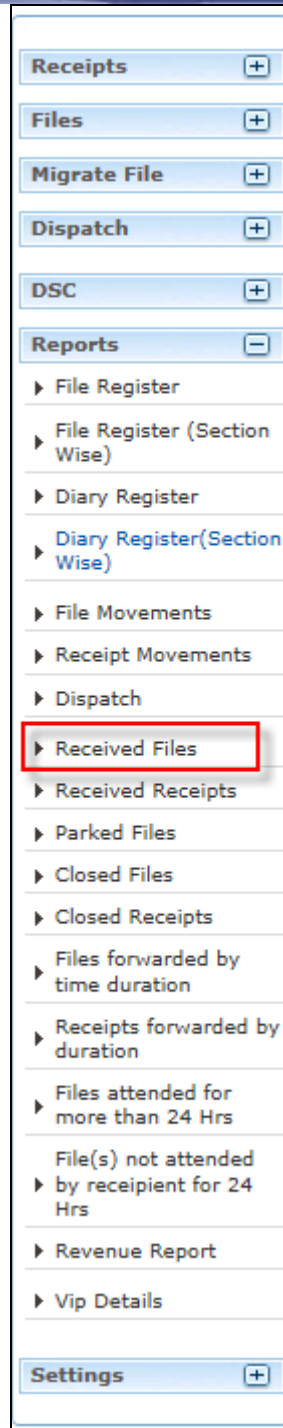 Receipts
Files
Migrate File
Dispatch
DSC
Reports
File Register
File Register (Section
Wise)
Diary Register
Diary Register(Section
Wise)
File Movements
Receipt Movements
Dispatch
Received Files
Received Receipts
Parked Files
Closed Files
Closed Receipts
Files forwarded by
time duration
Receipts forwarded by
duration
Files attended for
more than 24 Hrs
File(s) not attended
by receipient for 24
Hrs
Revenue Report
Vip Details
Settings